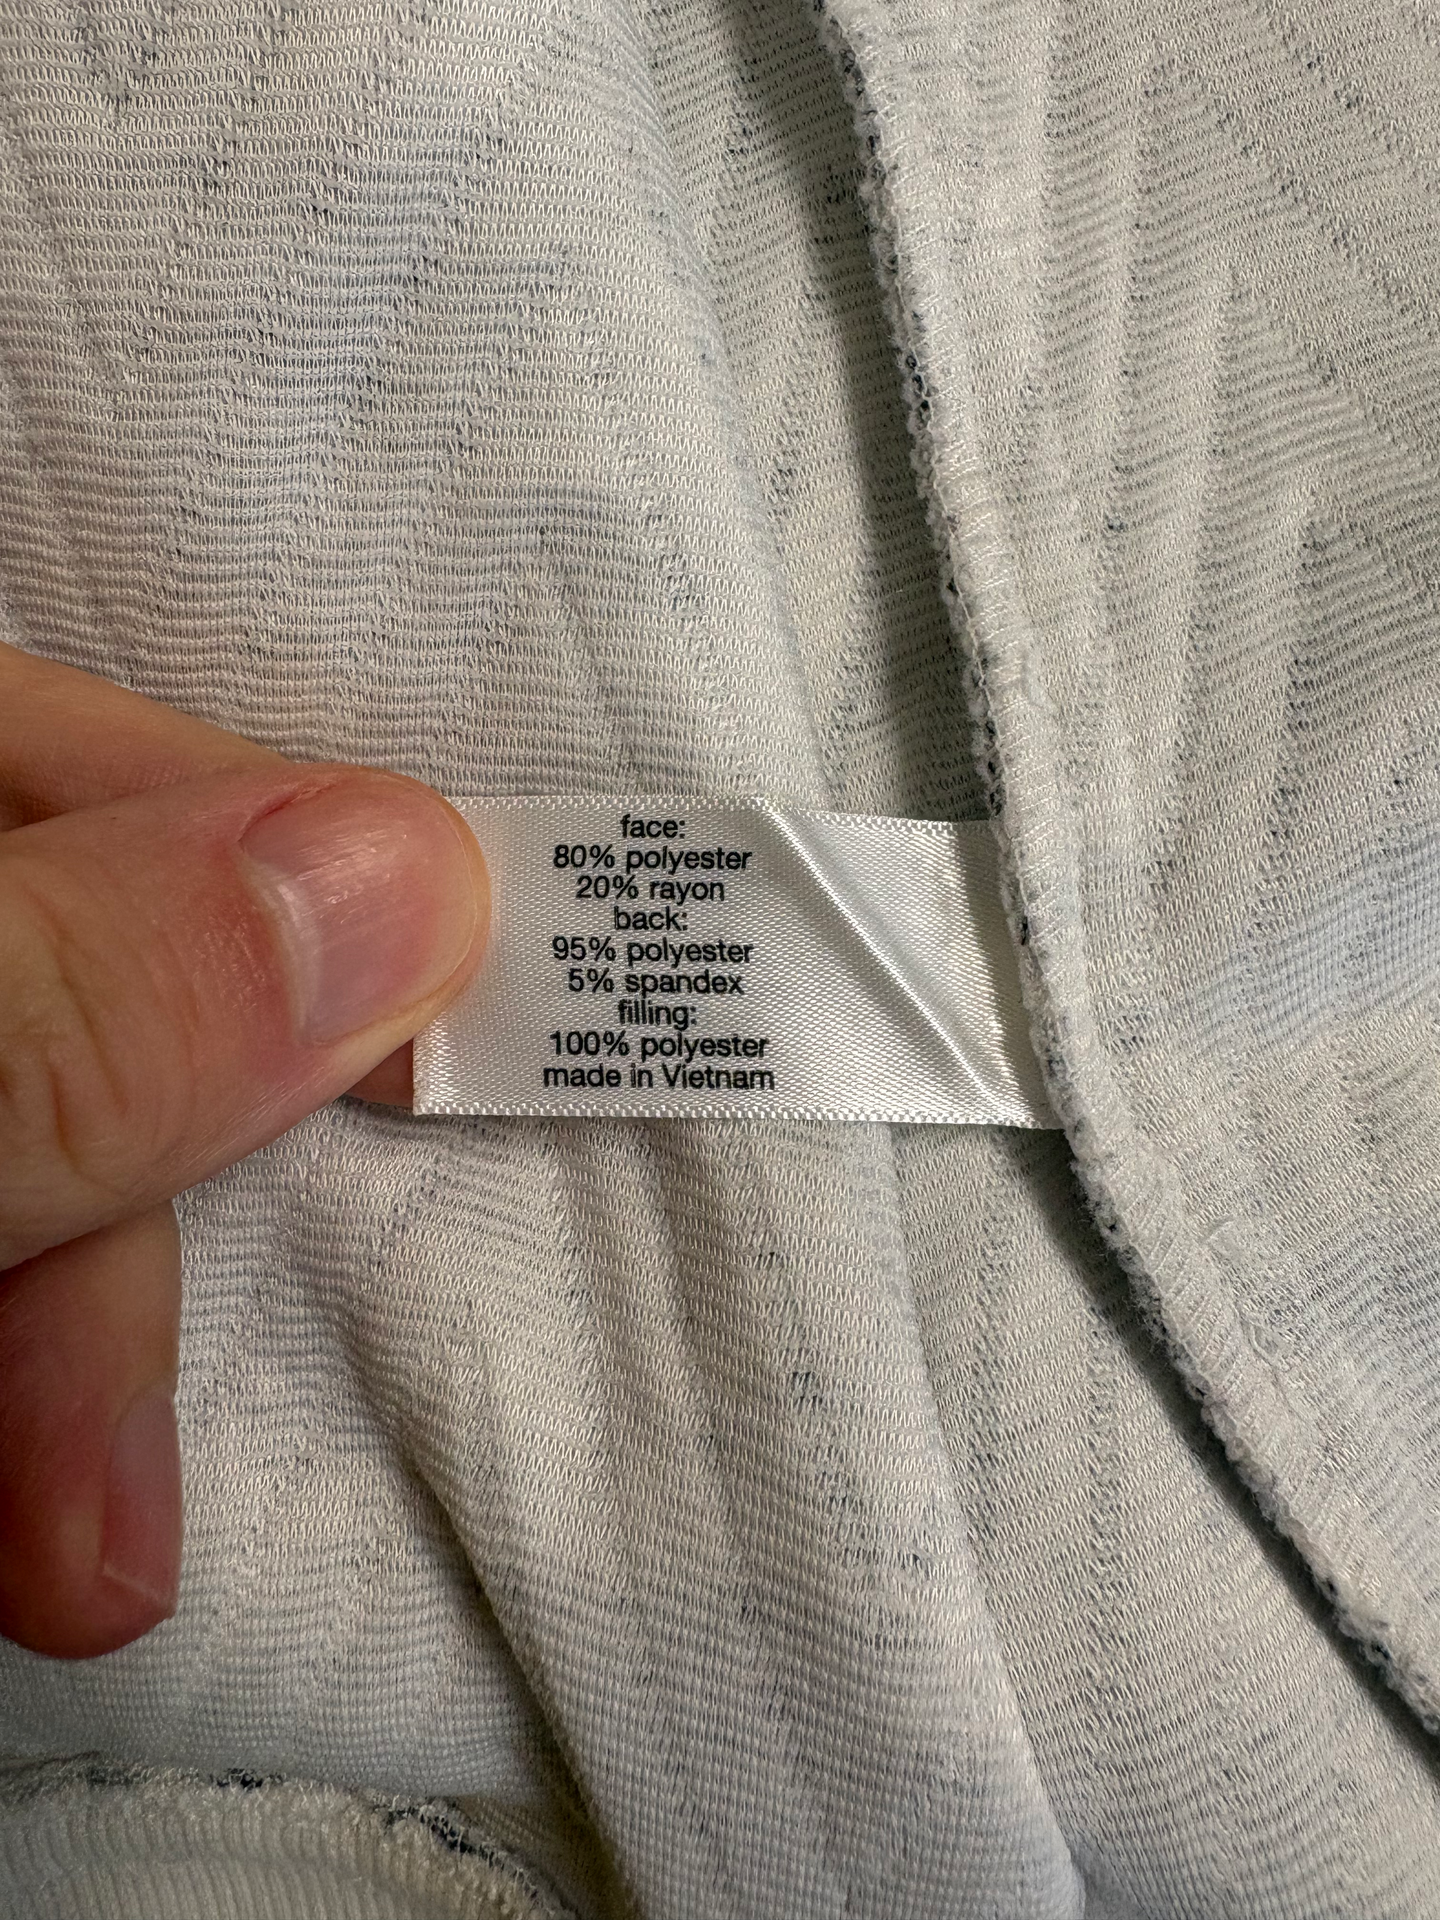 face:
80% polyester
20% rayon
back:
95% polyester
5% spandex
filling:
100% polyester
made in Vietnam